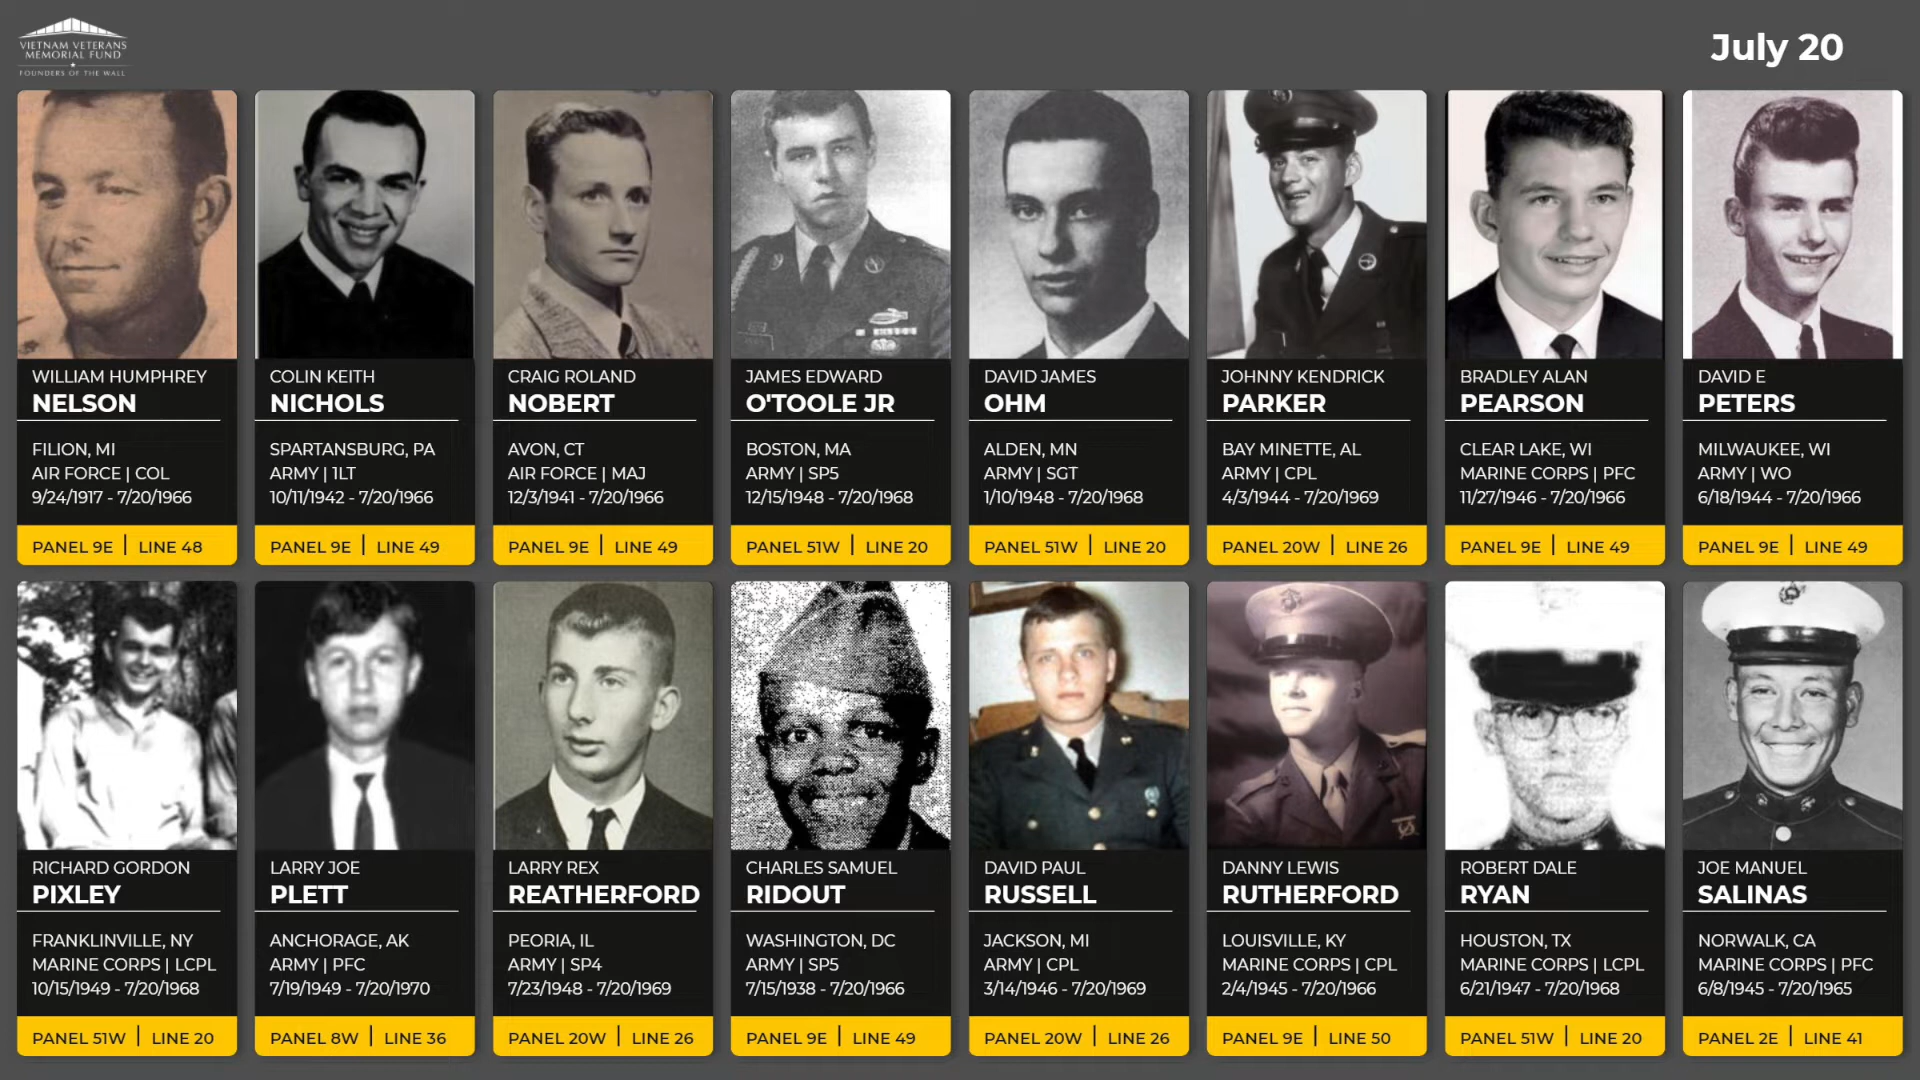 VIETNAM VETERANS
MEMORIAL FUND
FOUNDERS OF THE WALL
July 20
WILLIAM HUMPHREY
NELSON
FILION, MI
AIR FORCE | COL
9/24/1917 - 7/20/1966
PANEL 9E | LINE 48
COLIN KEITH
NICHOLS
SPARTANSBURG, PA
ARMY | 1LT
10/11/1942 - 7/20/1966
PANEL 9E | LINE 49
CRAIG ROLAND
NOBERT
AVON, CT
AIR FORCE | MAJ
12/3/1941 - 7/20/1966
PANEL 9E | LINE 49
JAMES EDWARD
O'TOOLE JR
BOSTON, MA
ARMY | SP5
12/15/1948 - 7/20/1968
PANEL 51W | LINE 20
DAVID JAMES
OHM
ALDEN, MN
ARMY | SGT
1/10/1948 - 7/20/1968
PANEL 51W | LINE 20
JOHNNY KENDRICK
PARKER
BAY MINETTE, AL
ARMY | CPL
4/3/1944 - 7/20/1969
PANEL 20W | LINE 26
BRADLEY ALAN
PEARSON
CLEAR LAKE, WI
MARINE CORPS | PFC
11/27/1946 - 7/20/1966
PANEL 9E | LINE 49
DAVID E
PETERS
MILWAUKEE, WI
ARMY | WO
6/18/1944 - 7/20/1966
PANEL 9E | LINE 49
RICHARD GORDON
PIXLEY
FRANKLINVILLE, NY
MARINE CORPS | LCPL
10/15/1949 - 7/20/1968
PANEL 51W | LINE 20
LARRY JOE
PLETT
ANCHORAGE, AK
ARMY | PFC
7/19/1949 - 7/20/1970
PANEL 8W | LINE 36
LARRY REX
REATHERFORD
PEORIA, IL
ARMY | SP4
7/23/1948 - 7/20/1969
PANEL 20W | LINE 26
CHARLES SAMUEL
RIDOUT
WASHINGTON, DC
ARMY | SP5
7/15/1938 - 7/20/1966
PANEL 9E | LINE 49
DAVID PAUL
RUSSELL
JACKSON, MI
ARMY | CPL
3/14/1946 - 7/20/1969
PANEL 20W | LINE 26
DANNY LEWIS
RUTHERFORD
LOUISVILLE, KY
MARINE CORPS | CPL
2/4/1945 - 7/20/1966
PANEL 9E | LINE 50
ROBERT DALE
RYAN
HOUSTON, TX
MARINE CORPS | LCPL
6/21/1947 - 7/20/1968
PANEL 51W | LINE 20
JOE MANUEL
SALINAS
NORWALK, CA
MARINE CORPS | PFC
6/8/1945 - 7/20/1965
PANEL 2E | LINE 41